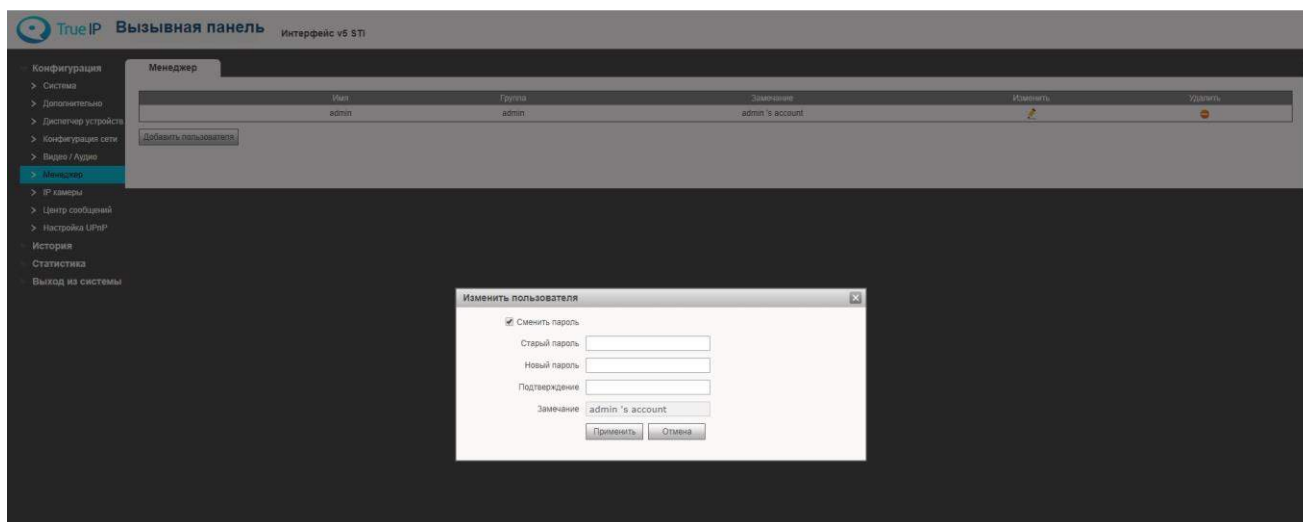 True IP Вызывная панель Интерфейс v5 STI
Конфигурация
Система
Дополнительно
Диспетчер устройств
Конфигурация сети
Видео / Аудио
Менеджер
IP камеры
Центр сообщений
Настройка UPnP
История
Статистика
Выход из системы
Менеджер
Имя Группа Замечание Изменить Удалить
admin admin admin 's account
Добавить пользователя
Изменить пользователя
Сменить пароль
Старый пароль
Новый пароль
Подтверждение
Замечание admin 's account
Применить Отмена